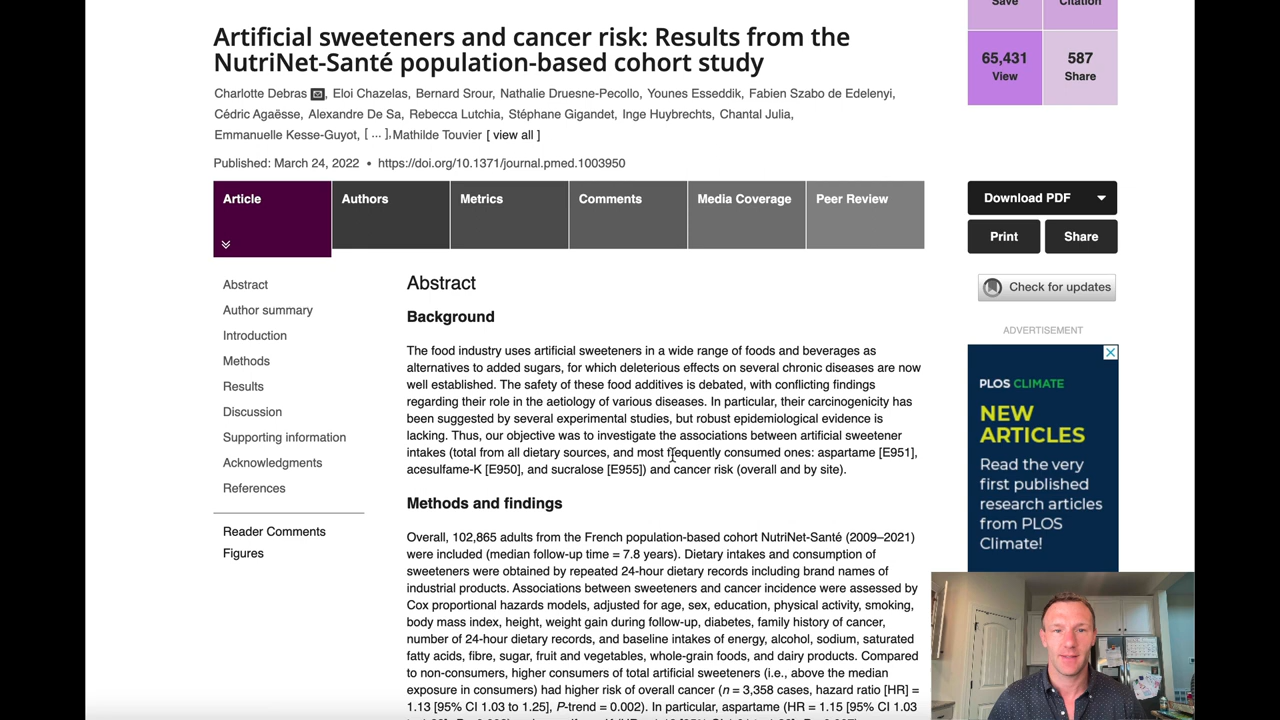 Save
Citation
Artificial sweeteners and cancer risk: Results from the
NutriNet-Santé population-based cohort study
65,431
View
587
Share
Charlotte Debras , Eloi Chazelas, Bernard Srour, Nathalie Druesne-Pecollo, Younes Esseddik, Fabien Szabo de Edelenyi,
Cédric Agaësse, Alexandre De Sa, Rebecca Lutchia, Stéphane Gigandet, Inge Huybrechts, Chantal Julia,
Emmanuelle Kesse-Guyot, [ ... ], Mathilde Touvier [ view all ]
Published: March 24, 2022 • https://doi.org/10.1371/journal.pmed.1003950
Article
Authors
Metrics
Comments
Media Coverage
Peer Review
Download PDF
Print
Share
Check for updates
ADVERTISEMENT
Abstract
Author summary
Introduction
Methods
Results
Discussion
Supporting information
Acknowledgments
References
Reader Comments
Figures
Abstract
Background
The food industry uses artificial sweeteners in a wide range of foods and beverages as
alternatives to added sugars, for which deleterious effects on several chronic diseases are now
well established. The safety of these food additives is debated, with conflicting findings
regarding their role in the aetiology of various diseases. In particular, their carcinogenicity has
been suggested by several experimental studies, but robust epidemiological evidence is
lacking. Thus, our objective was to investigate the associations between artificial sweetener
intakes (total from all dietary sources, and most frequently consumed ones: aspartame [E951],
acesulfame-K [E950], and sucralose [E955]) and cancer risk (overall and by site).
Methods and findings
Overall, 102,865 adults from the French population-based cohort NutriNet-Santé (2009–2021)
were included (median follow-up time = 7.8 years). Dietary intakes and consumption of
sweeteners were obtained by repeated 24-hour dietary records including brand names of
industrial products. Associations between sweeteners and cancer incidence were assessed by
Cox proportional hazards models, adjusted for age, sex, education, physical activity, smoking,
body mass index, height, weight gain during follow-up, diabetes, family history of cancer,
number of 24-hour dietary records, and baseline intakes of energy, alcohol, sodium, saturated
fatty acids, fibre, sugar, fruit and vegetables, whole-grain foods, and dairy products. Compared
to non-consumers, higher consumers of total artificial sweeteners (i.e., above the median
exposure in consumers) had higher risk of overall cancer (n = 3,358 cases, hazard ratio [HR] =
1.13 [95% CI 1.03 to 1.25], P-trend = 0.002). In particular, aspartame (HR = 1.15 [95% CI 1.03
PLOS CLIMATE
NEW
ARTICLES
Read the very
first published
research articles
from PLOS
Climate!